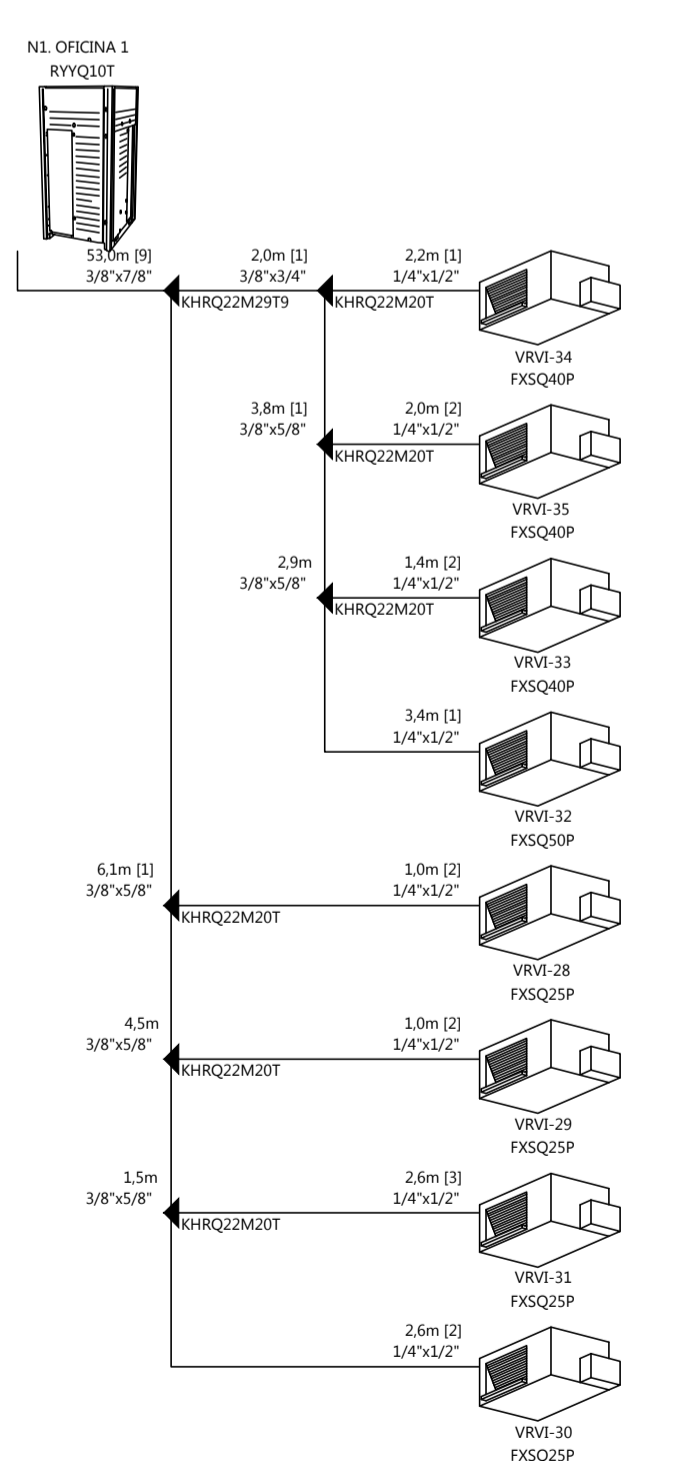 N1. OFICINA 1
RYYQ10T
53,0m [9]
3/8"x7/8"
KHRQ22M29T9
2,0m [1]
3/8"x3/4"
KHRQ22M20T
2,2m [1]
1/4"x1/2"
VRVI-34
FXSQ40P
3,8m [1]
3/8"x5/8"
KHRQ22M20T
2,0m [2]
1/4"x1/2"
VRVI-35
FXSQ40P
2,9m
3/8"x5/8"
KHRQ22M20T
1,4m [2]
1/4"x1/2"
VRVI-33
FXSQ40P
3,4m [1]
1/4"x1/2"
VRVI-32
FXSQ50P
6,1m [1]
3/8"x5/8"
KHRQ22M20T
1,0m [2]
1/4"x1/2"
VRVI-28
FXSQ25P
4,5m
3/8"x5/8"
KHRQ22M20T
1,0m [2]
1/4"x1/2"
VRVI-29
FXSQ25P
1,5m
3/8"x5/8"
KHRQ22M20T
2,6m [3]
1/4"x1/2"
VRVI-31
FXSQ25P
2,6m [2]
1/4"x1/2"
VRVI-30
FXSQ25P